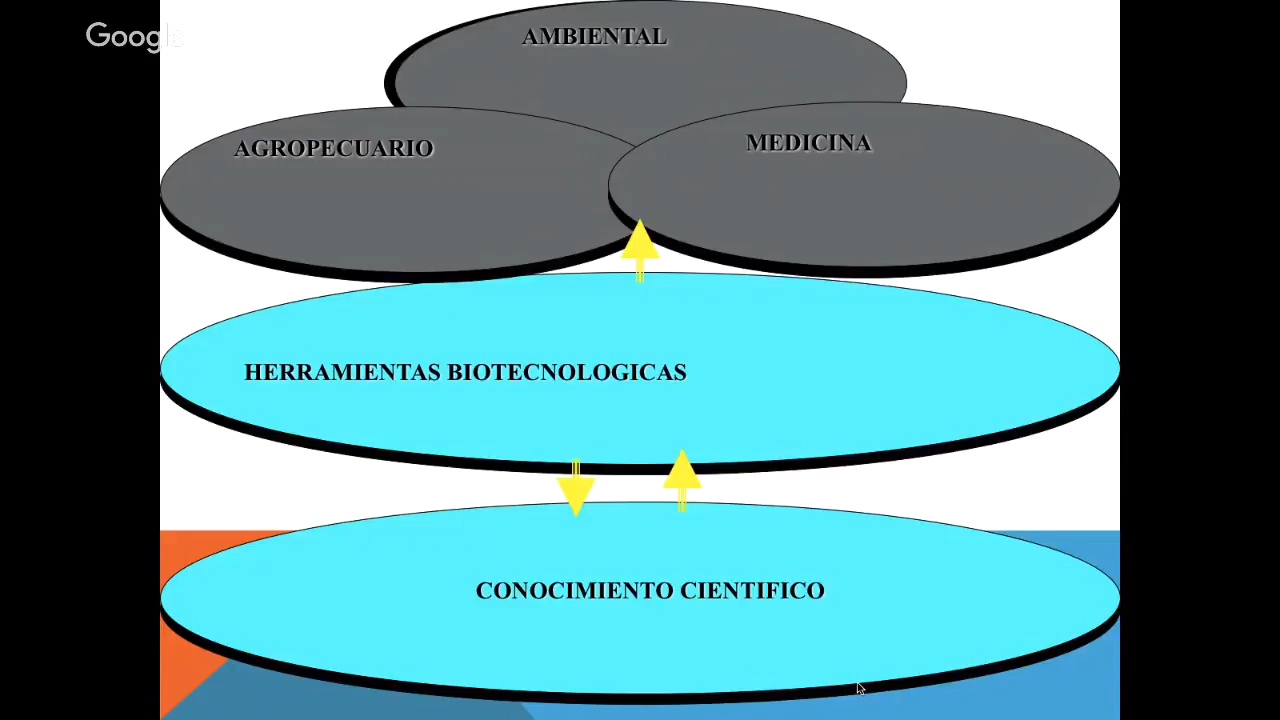 Google
AMBIENTAL
AGROPECUARIO
MEDICINA
HERRAMIENTAS BIOTECNOLOGICAS
CONOCIMIENTO CIENTIFICO